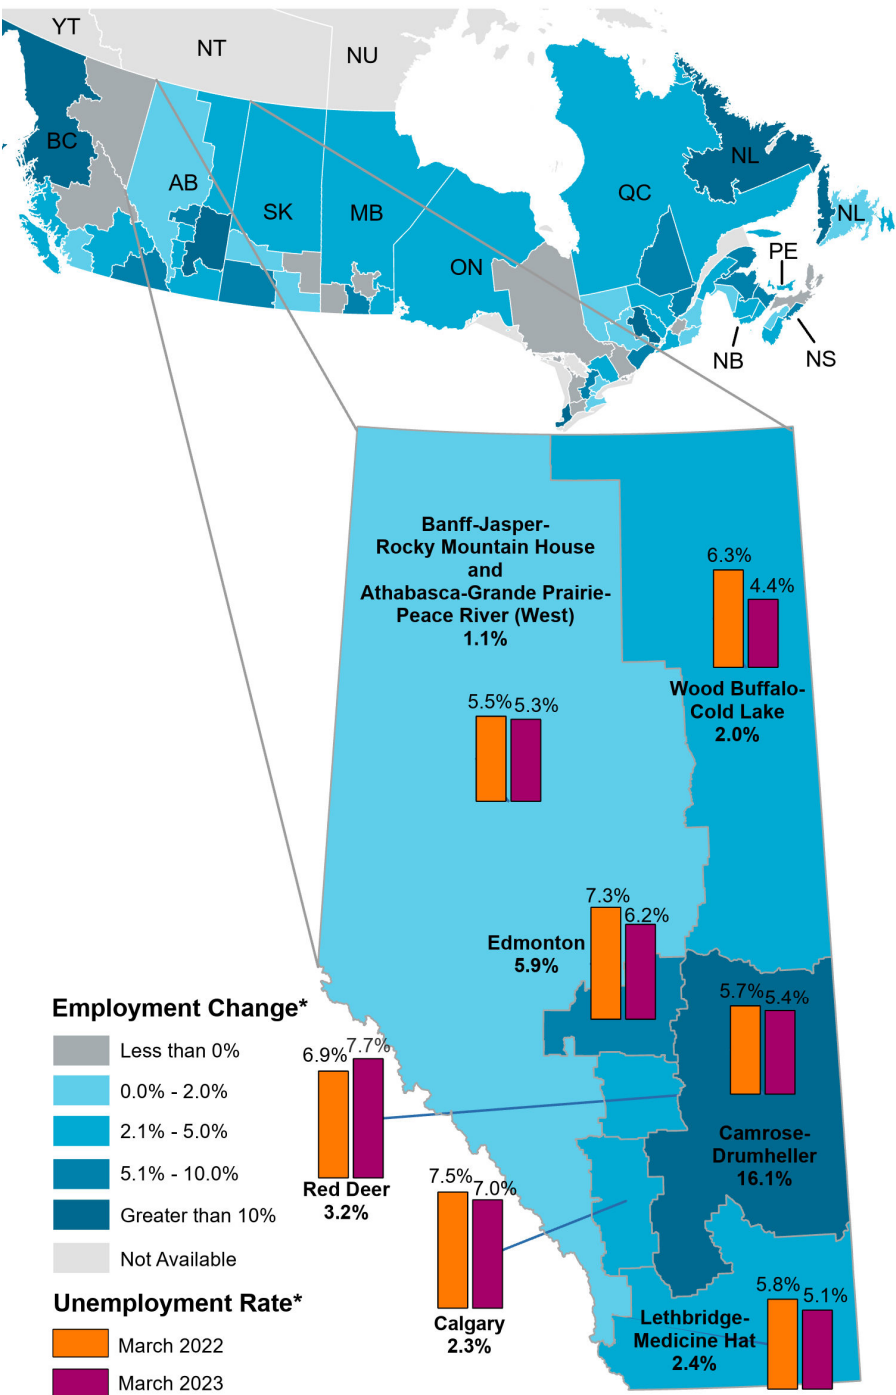 YT
NT
NU
BC
AB
SK
MB
ON
QC
NL
NL
PE
NB
NS
Banff-Jasper-
Rocky Mountain House
and
Athabasca-Grande Prairie-
Peace River (West)
1.1%
5.5%
5.3%
6.3%
4.4%
Wood Buffalo-
Cold Lake
2.0%
7.3%
6.2%
Edmonton
5.9%
5.7%
5.4%
Camrose-
Drumheller
16.1%
6.9%
7.7%
Red Deer
3.2%
7.5%
7.0%
Calgary
2.3%
5.8%
5.1%
Lethbridge-
Medicine Hat
2.4%
Employment Change*
Less than 0%
0.0% - 2.0%
2.1% - 5.0%
5.1% - 10.0%
Greater than 10%
Not Available
Unemployment Rate*
March 2022
March 2023